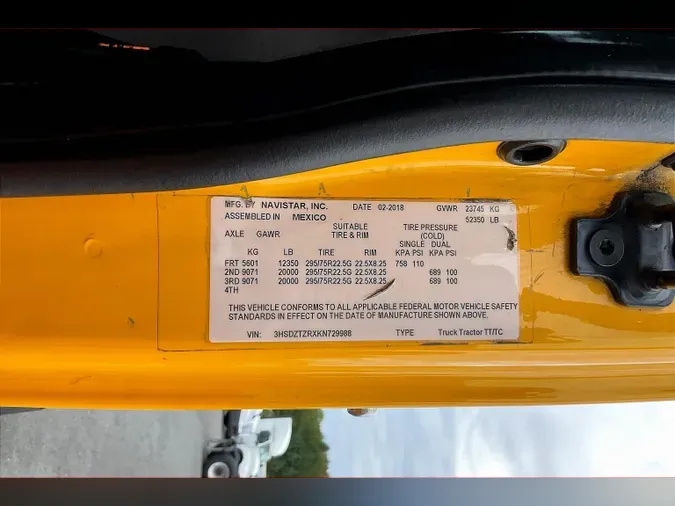 MFG. BY NAVISTAR, INC. DATE 02-2018 GVWR 23745 KG
ASSEMBLED IN MEXICO 52350 LB
SUITABLE TIRE PRESSURE
AXLE GAWR TIRE & RIM (COLD)
SINGLE DUAL
KG LB TIRE RIM KPA PSI KPA PSI
FRT 5601 12350 295/75R22.5G 22.5X8.25 758 110
2ND 9071 20000 295/75R22.5G 22.5X8.25 689 100
3RD 9071 20000 295/75R22.5G 22.5X8.25 689 100
4TH
THIS VEHICLE CONFORMS TO ALL APPLICABLE FEDERAL MOTOR VEHICLE SAFETY
STANDARDS IN EFFECT ON THE DATE OF MANUFACTURE SHOWN ABOVE.
VIN: 3HSDZTZRXKN729988 TYPE Truck Tractor TT/TC